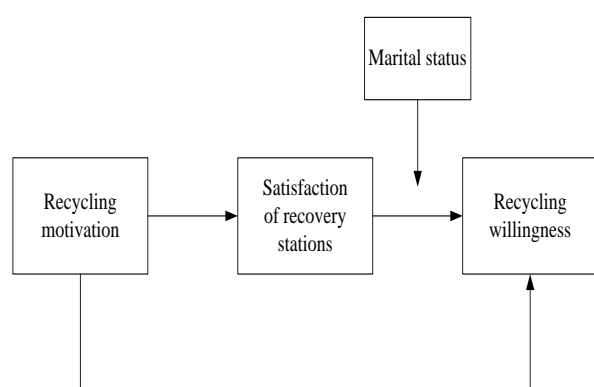 Marital status
Recycling
motivation
Satisfaction
of recovery
stations
Recycling
willingness